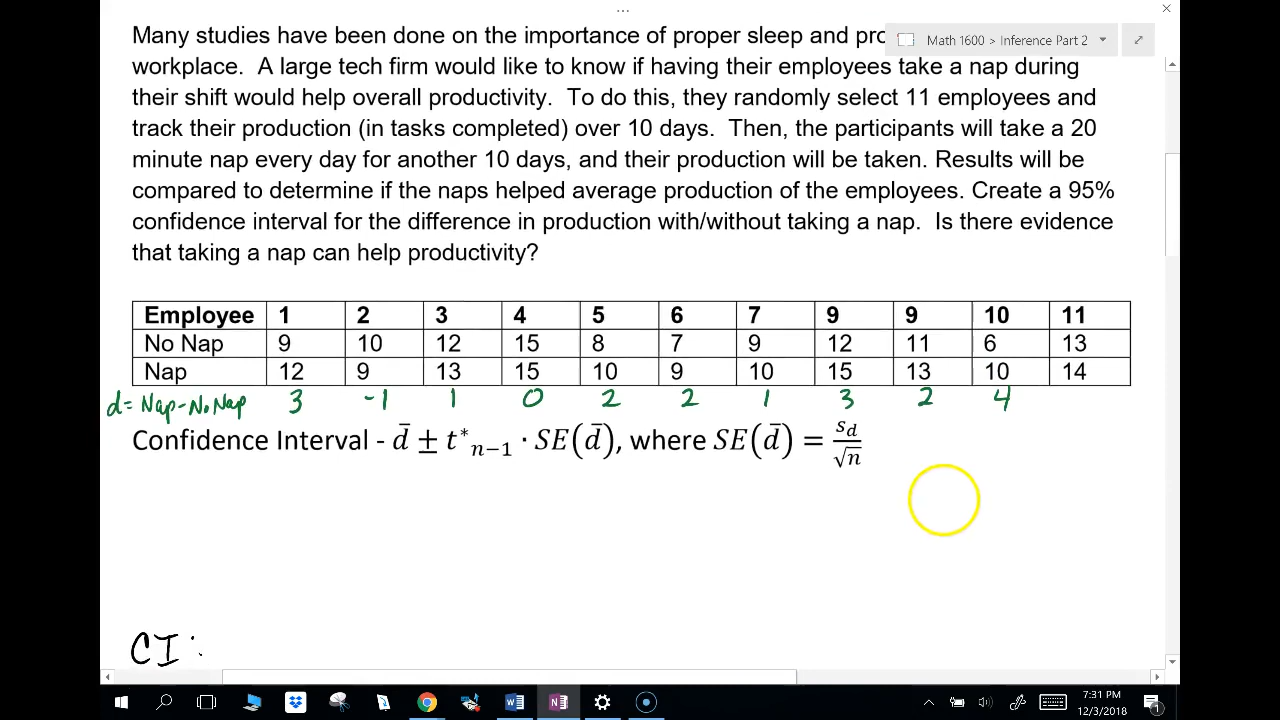 Many studies have been done on the importance of proper sleep and pro
Math 1600 > Inference Part 2
workplace. A large tech firm would like to know if having their employees take a nap during
their shift would help overall productivity. To do this, they randomly select 11 employees and
track their production (in tasks completed) over 10 days. Then, the participants will take a 20
minute nap every day for another 10 days, and their production will be taken. Results will be
compared to determine if the naps helped average production of the employees. Create a 95%
confidence interval for the difference in production with/without taking a nap. Is there evidence
that taking a nap can help productivity?
Employee 1 2 3 4 5 6 7 9 9 10 11
No Nap 9 10 12 15 8 7 9 12 11 6 13
Nap 12 9 13 15 10 9 10 15 13 10 14
d = Nap - No Nap 3 -1 1 0 2 2 1 3 2 4
Confidence Interval - d̄ ± t*ₙ₋₁ · SE(d̄), where SE(d̄) = s_d/√n
CI :
7:31 PM
12/3/2018
1